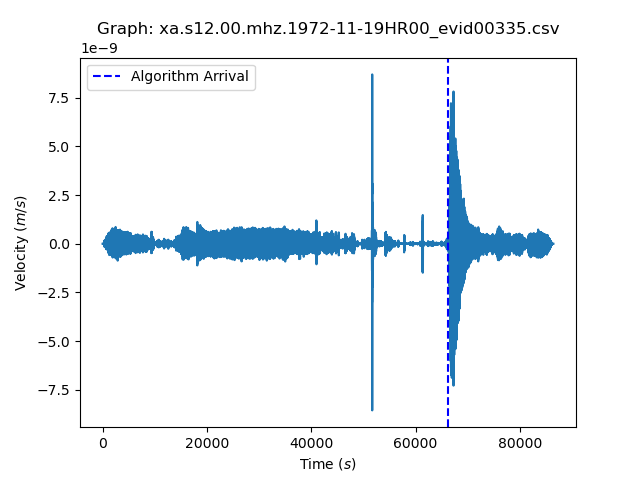 Graph: xa.s12.00.mhz.1972-11-19HR00_evid00335.csv
1e−9
Algorithm Arrival
7.5
5.0
2.5
0.0
−2.5
−5.0
−7.5
Velocity (m/s)
0 20000 40000 60000 80000
Time (s)